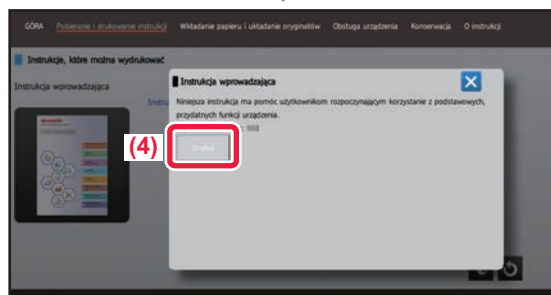 GÓRA Pobieranie i drukowanie instrukcji Wkładanie papieru i układanie oryginałów Obsługa urządzenia Konserwacja O instrukcji
Instrukcje, które można wydrukować
Instrukcja wprowadzająca
Instrukcja wprowadzająca
Niniejsza instrukcja ma pomóc użytkownikom rozpoczynającym korzystanie z podstawowych,
przydatnych funkcji urządzenia.
(4)
Drukuj